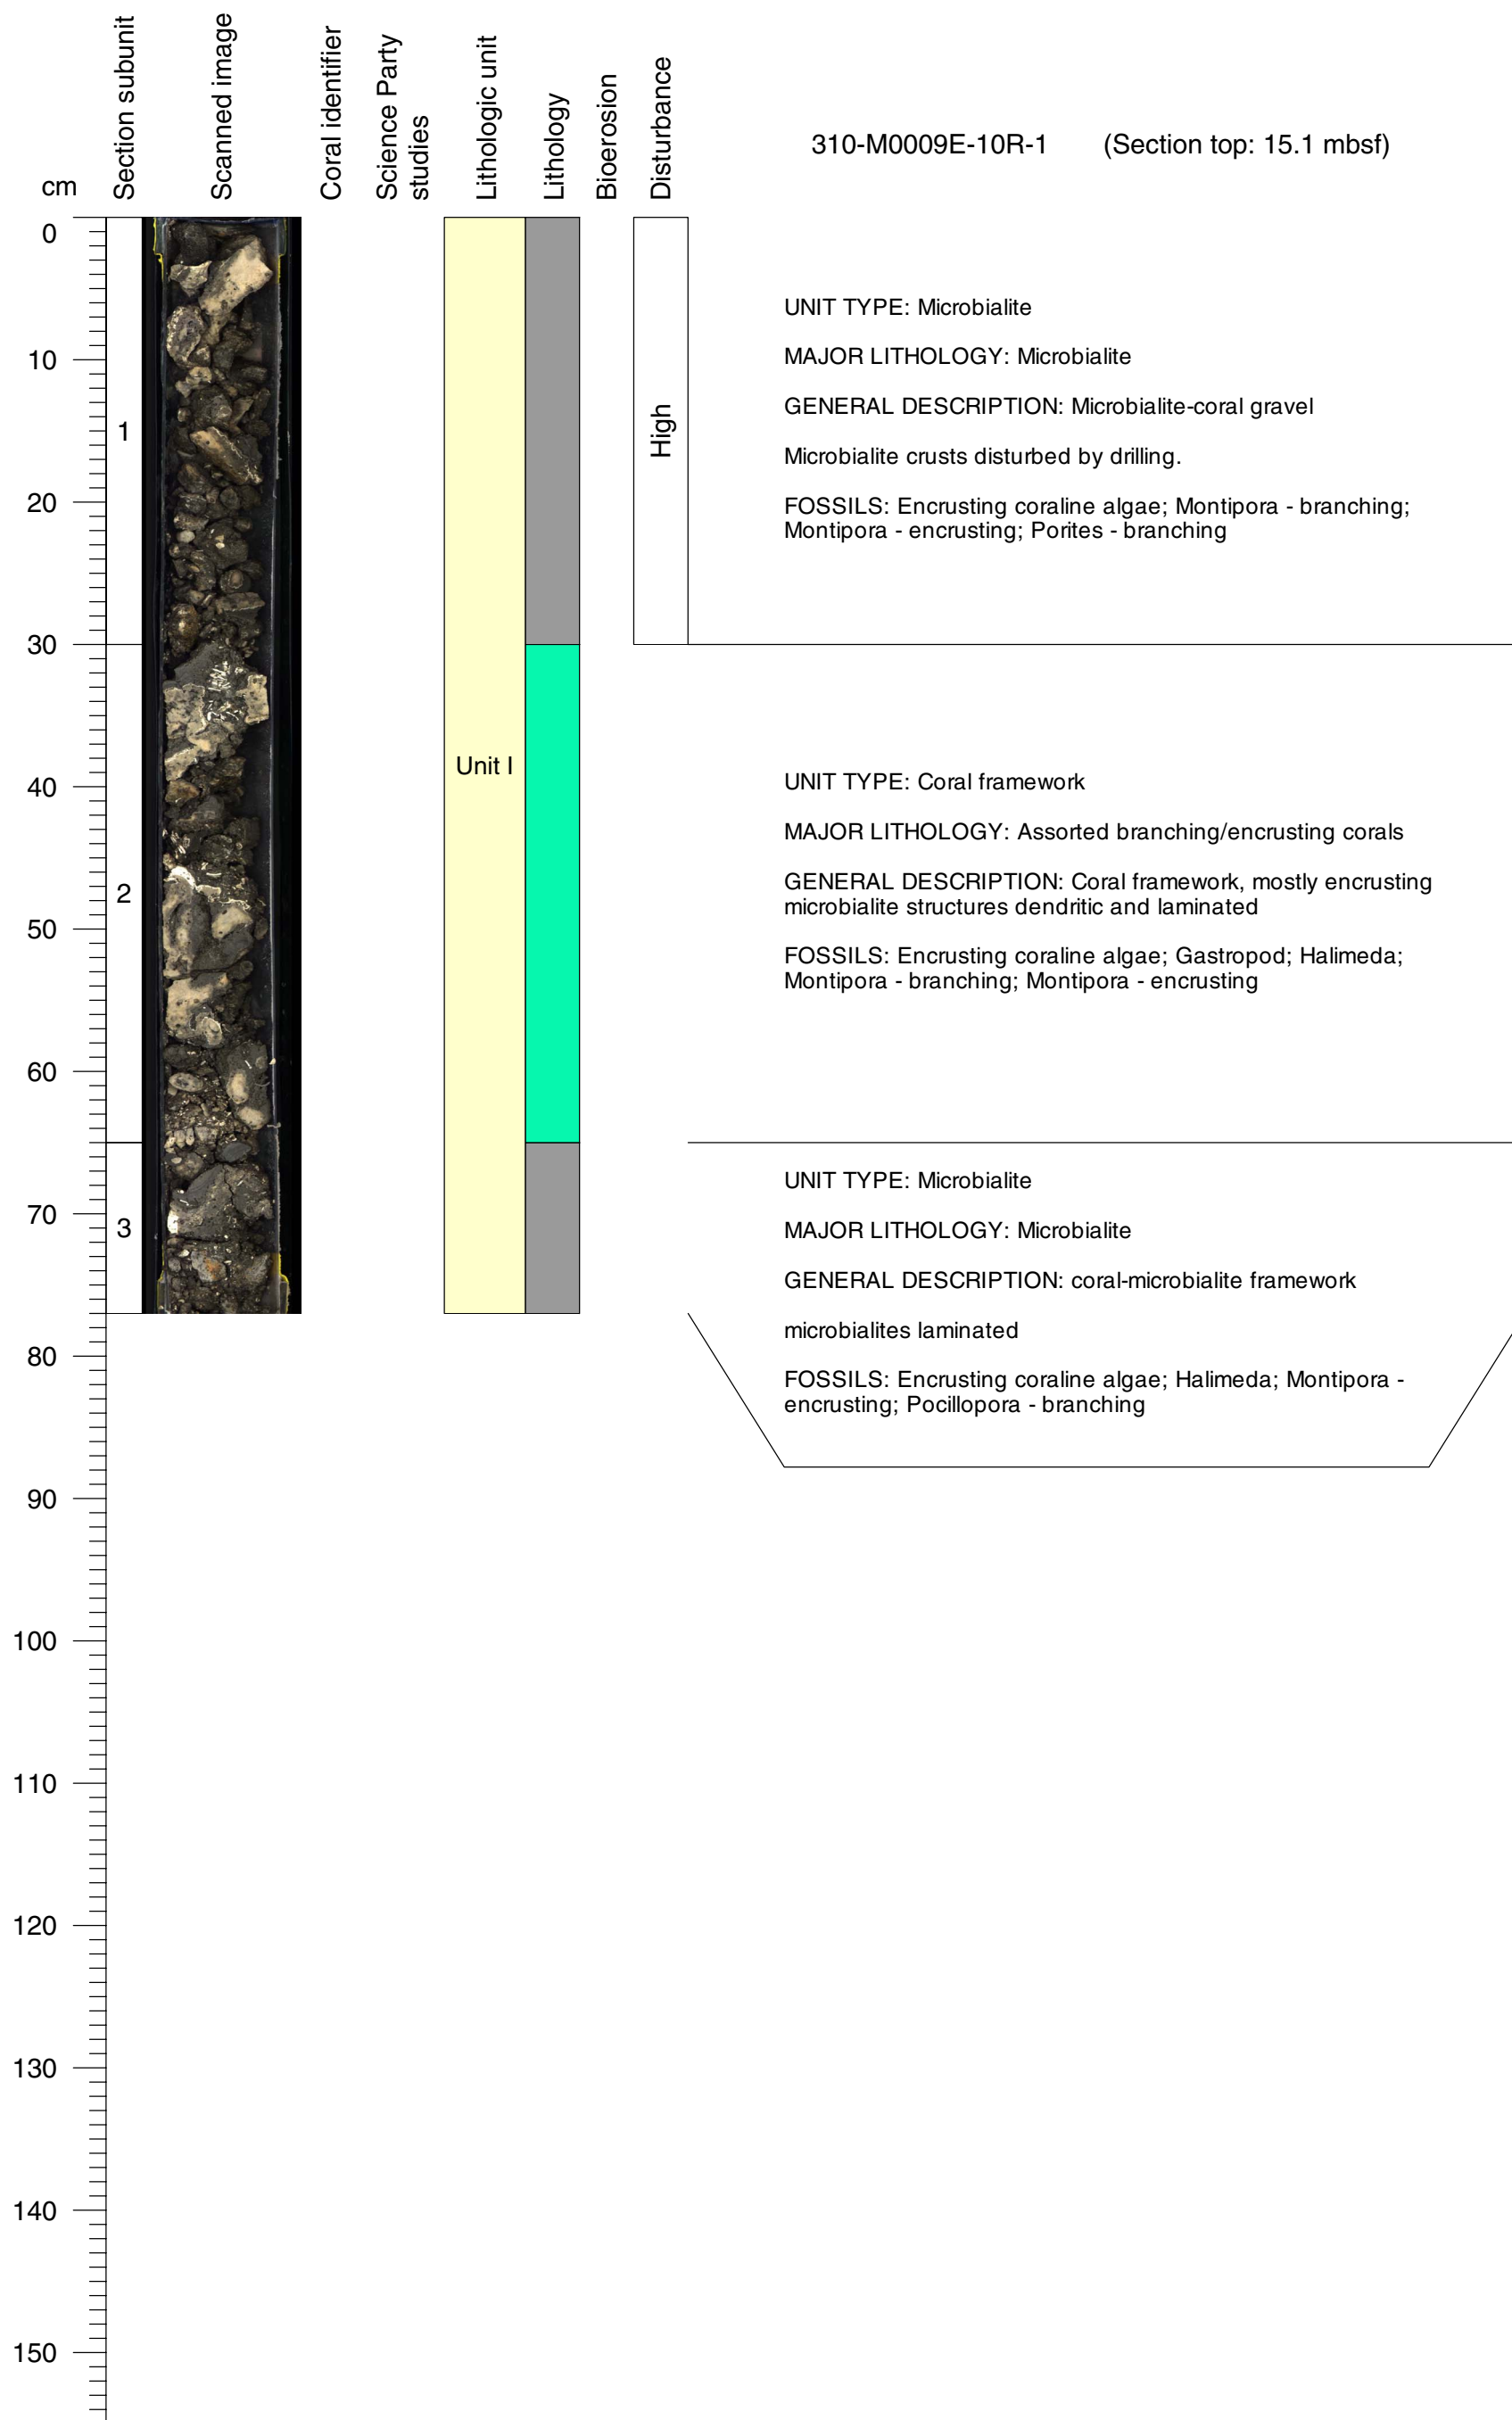 Section subunit
Scanned image
Coral identifier
Science Party
studies
Lithologic unit
Lithology
Bioerosion
Disturbance
310-M0009E-10R-1 (Section top: 15.1 mbsf)
cm
0
10
20
30
40
50
60
70
80
90
100
110
120
130
140
150
1
2
3
Unit I
High
UNIT TYPE: Microbialite
MAJOR LITHOLOGY: Microbialite
GENERAL DESCRIPTION: Microbialite-coral gravel
Microbialite crusts disturbed by drilling.
FOSSILS: Encrusting coraline algae; Montipora - branching;
Montipora - encrusting; Porites - branching
UNIT TYPE: Coral framework
MAJOR LITHOLOGY: Assorted branching/encrusting corals
GENERAL DESCRIPTION: Coral framework, mostly encrusting
microbialite structures dendritic and laminated
FOSSILS: Encrusting coraline algae; Gastropod; Halimeda;
Montipora - branching; Montipora - encrusting
UNIT TYPE: Microbialite
MAJOR LITHOLOGY: Microbialite
GENERAL DESCRIPTION: coral-microbialite framework
microbialites laminated
FOSSILS: Encrusting coraline algae; Halimeda; Montipora -
encrusting; Pocillopora - branching